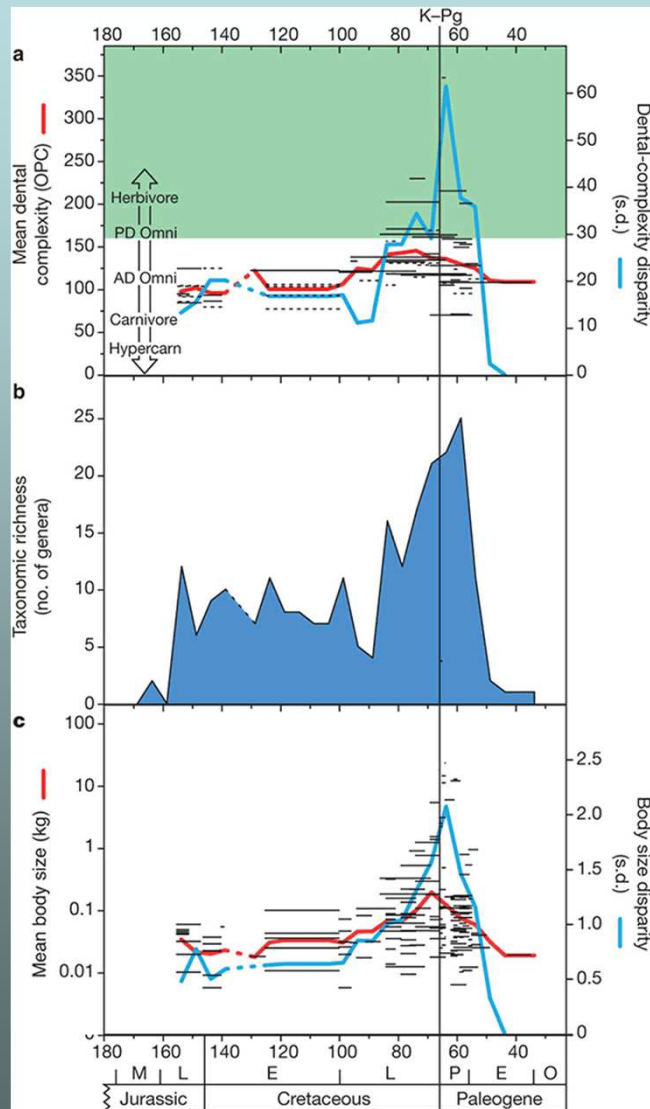 K–Pg
180 160 140 120 100 80 60 40
a
350
300
250
200
150
100
50
0
Mean dental
complexity (OPC)
Herbivore
PD Omni
AD Omni
Carnivore
Hypercarn
60
50
40
30
20
10
0
Dental-complexity disparity
(s.d.)
b
25
20
15
10
5
0
Taxonomic richness
(no. of genera)
c
100
10
1
0.1
0.01
0
Mean body size (kg)
2.5
2.0
1.5
1.0
0.5
0
Body size disparity
(s.d.)
180 160 140 120 100 80 60 40
M L E L P E O
Jurassic Cretaceous Paleogene